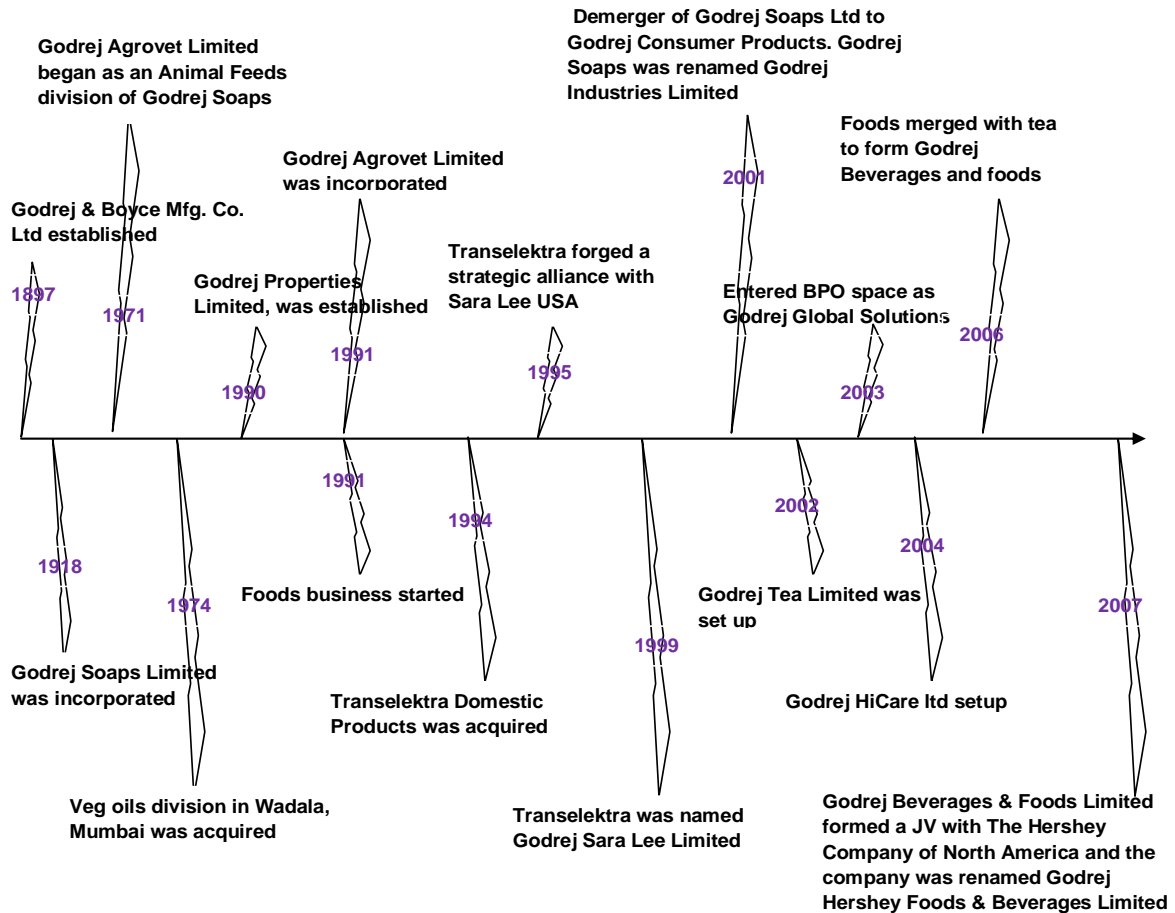 Demerger of Godrej Soaps Ltd to
Godrej Consumer Products. Godrej
Soaps was renamed Godrej
Industries Limited
Godrej Agrovet Limited
began as an Animal Feeds
division of Godrej Soaps
Foods merged with tea
to form Godrej
Beverages and foods
Godrej Agrovet Limited
was incorporated
2001
Godrej & Boyce Mfg. Co.
Ltd established
Transelektra forged a
strategic alliance with
Sara Lee USA
Godrej Properties
Limited, was established
Entered BPO space as
Godrej Global Solutions
1897
1971
2006
1991
1995
1990
2003
1991
2002
1994
2004
1918
1974
2007
Foods business started
Godrej Tea Limited was
set up
1999
Godrej Soaps Limited
was incorporated
Transelektra Domestic
Products was acquired
Godrej HiCare ltd setup
Veg oils division in Wadala,
Mumbai was acquired
Transelektra was named
Godrej Sara Lee Limited
Godrej Beverages & Foods Limited
formed a JV with The Hershey
Company of North America and the
company was renamed Godrej
Hershey Foods & Beverages Limited